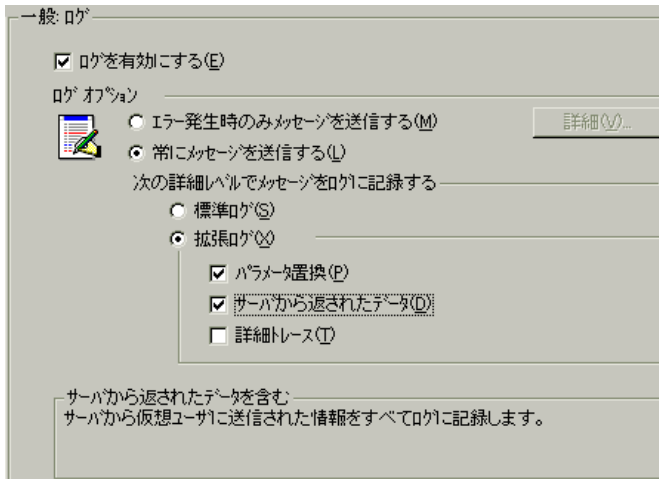 一般: ログ
ログを有効にする(E)
ログ オプション
エラー発生時のみメッセージを送信する(M)
詳細(V)...
常にメッセージを送信する(L)
次の詳細レベルでメッセージをログに記録する
標準ログ(S)
拡張ログ(X)
パラメータ置換(P)
サーバから返されたデータ(D)
詳細トレース(T)
サーバから返されたデータを含む
サーバから仮想ユーザに送信された情報をすべてログに記録します。